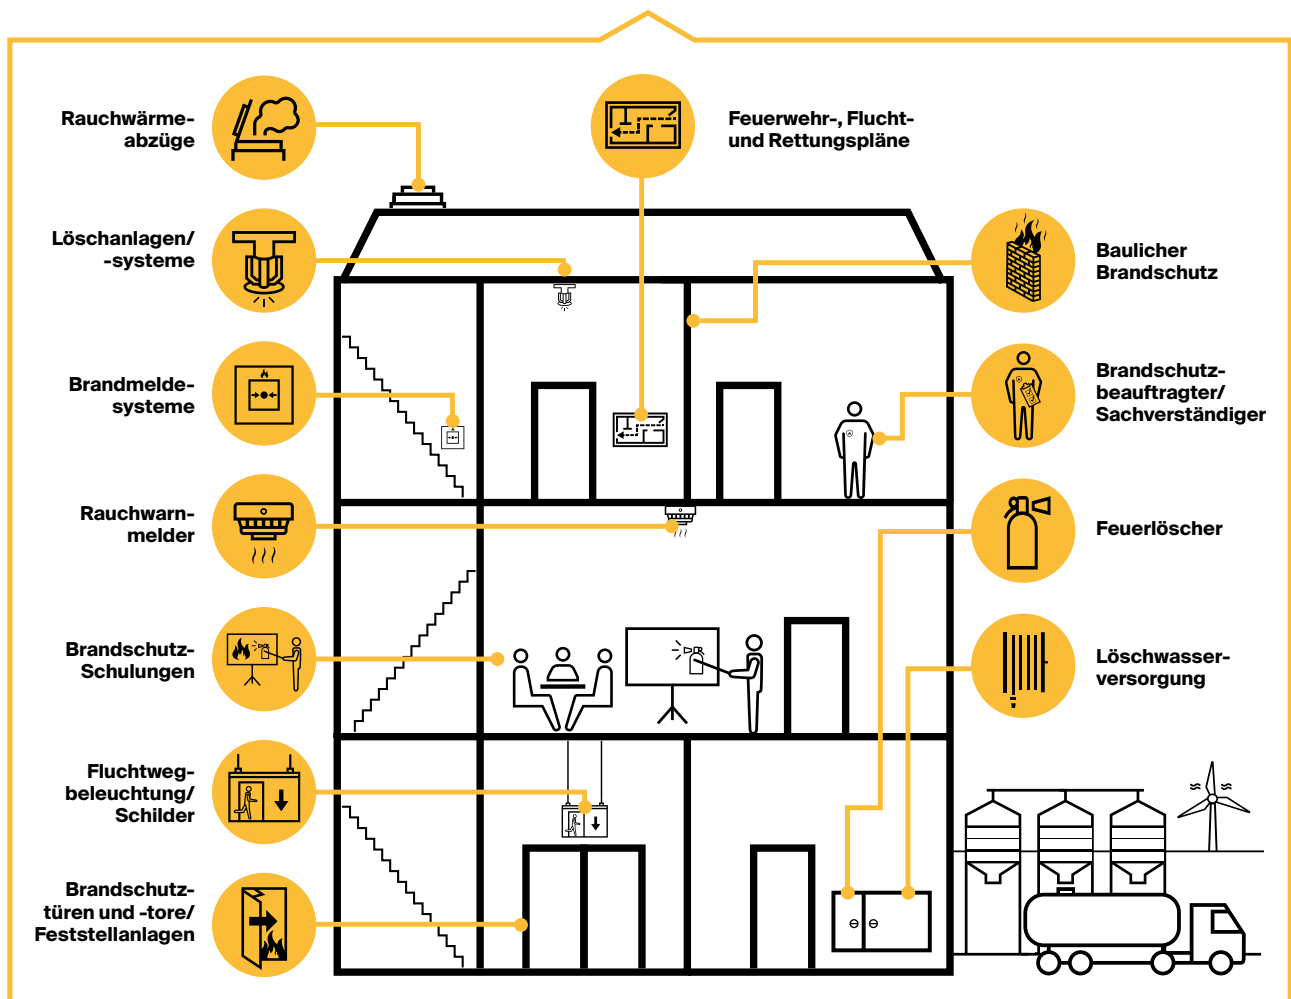 Rauchwärme-
abzüge
Löschanlagen/
-systeme
Brandmelde-
systeme
Rauchwarn-
melder
Brandschutz-
Schulungen
Fluchtweg-
beleuchtung/
Schilder
Brandschutz-
türen und -tore/
Feststellanlagen
Feuerwehr-, Flucht-
und Rettungspläne
Baulicher
Brandschutz
Brandschutz-
beauftragter/
Sachverständiger
Feuerlöscher
Löschwasser-
versorgung